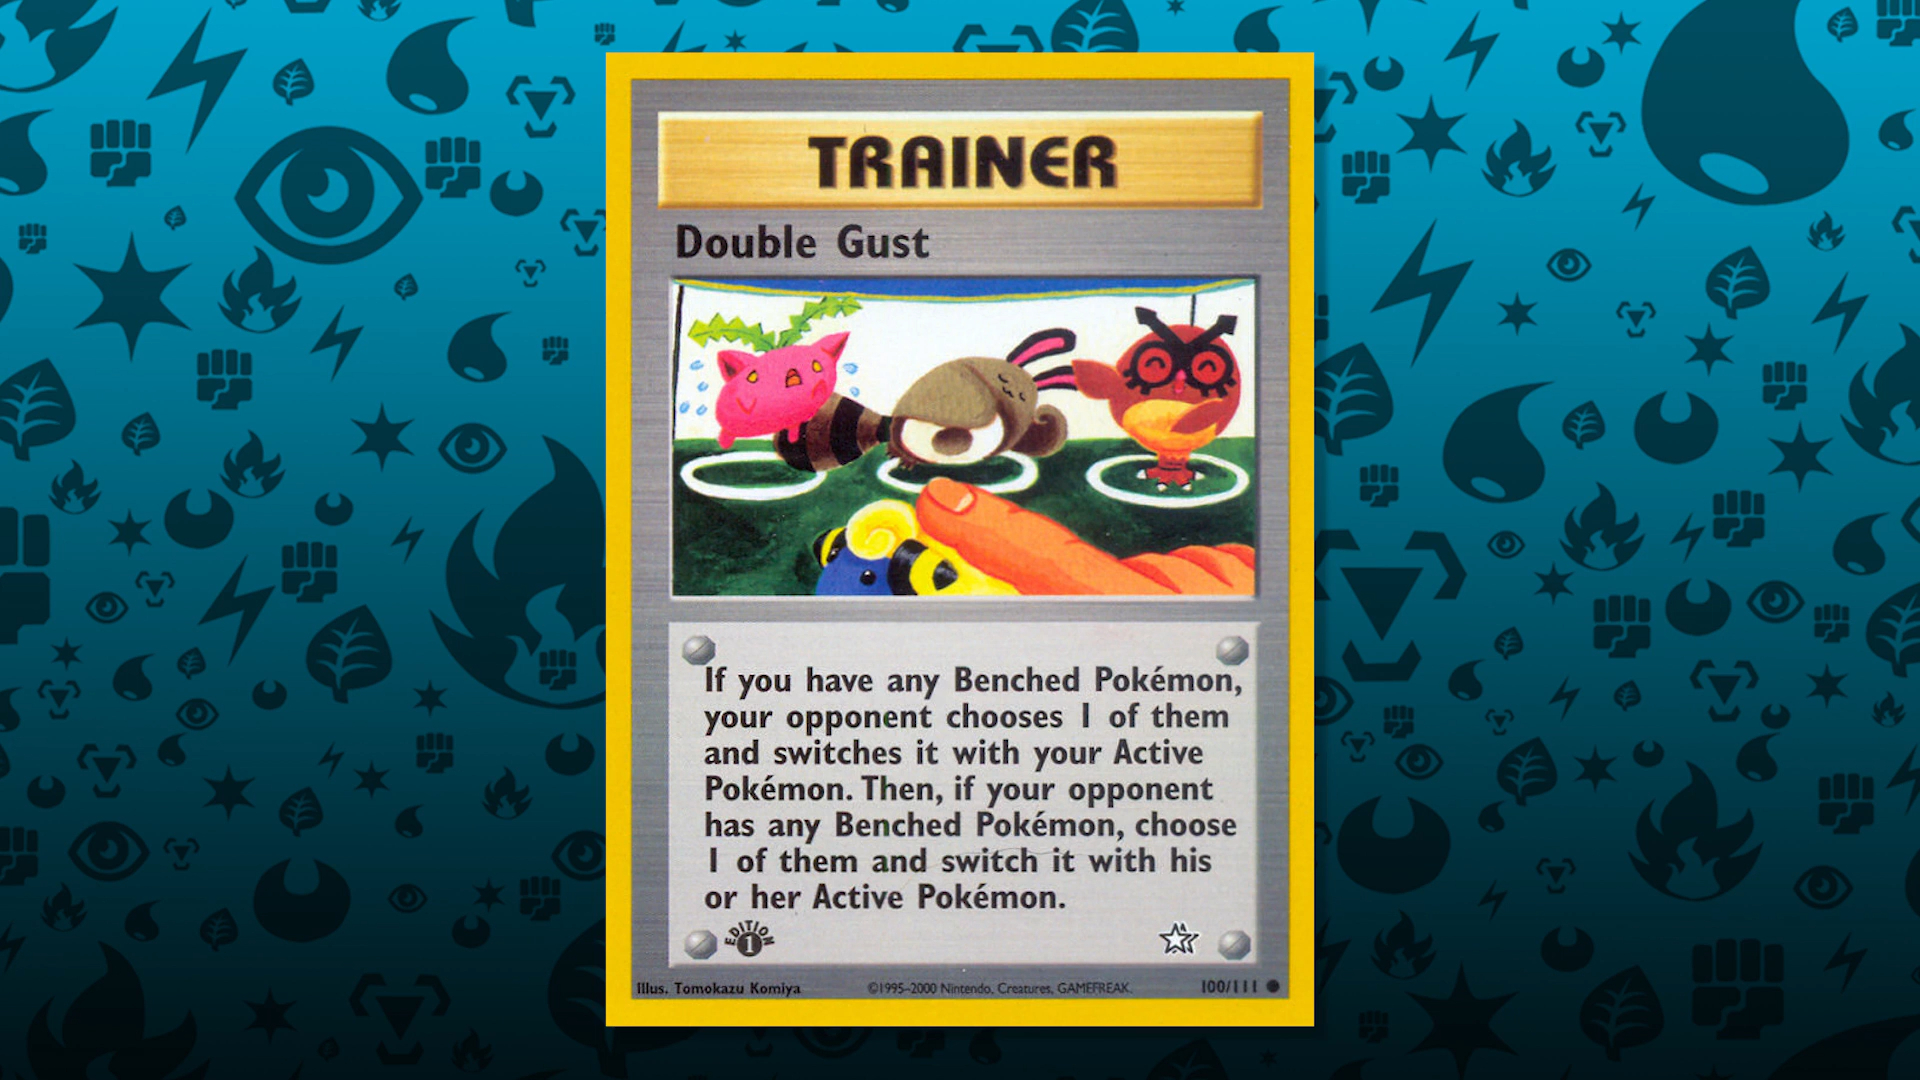 TRAINER
Double Gust
If you have any Benched Pokémon,
your opponent chooses 1 of them
and switches it with your Active
Pokémon. Then, if your opponent
has any Benched Pokémon, choose
1 of them and switch it with his
or her Active Pokémon.
EDITION
1
Illus. Tomokazu Komiya ©1995–2000 Nintendo, Creatures, GAMEFREAK. 100/111